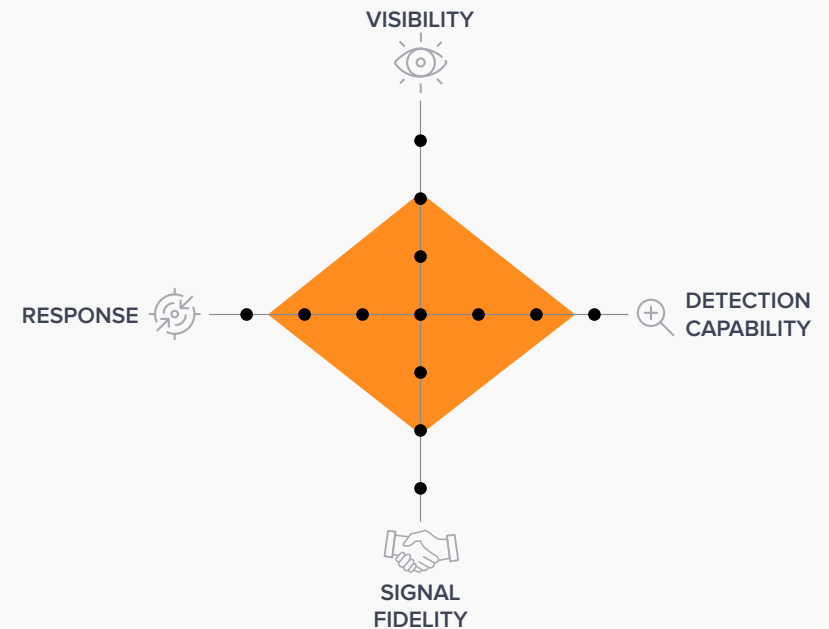 VISIBILITY
RESPONSE
DETECTION
CAPABILITY
SIGNAL
FIDELITY